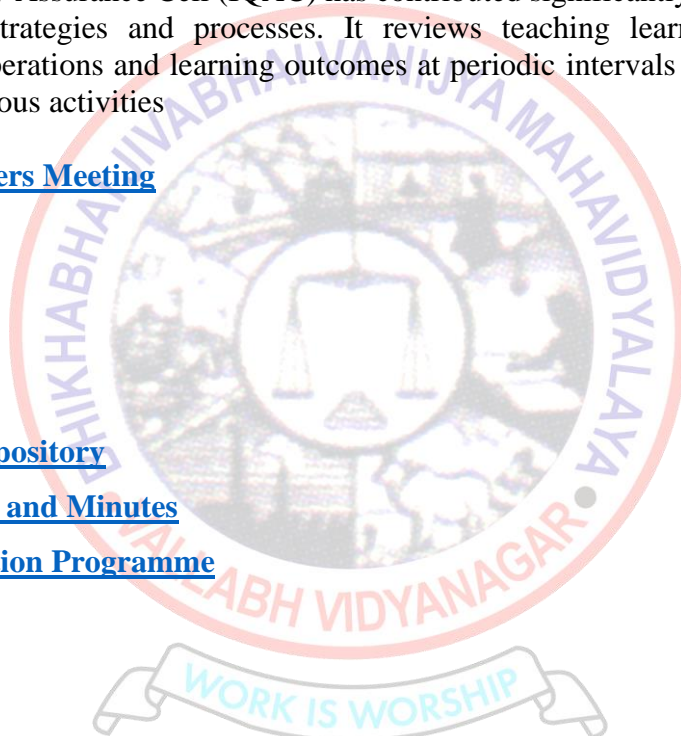 Assurance Cell (IQAC) has contributed significantly
trategies and processes. It reviews teaching lear
perations and learning outcomes at periodic intervals
ous activities
ers Meeting
pository
and Minutes
ion Programme
BHIKHABHAI JIVABHAI VANIJYA MAHAVIDYALAYA
VALLABH VIDYANAGAR
WORK IS WORSHIP